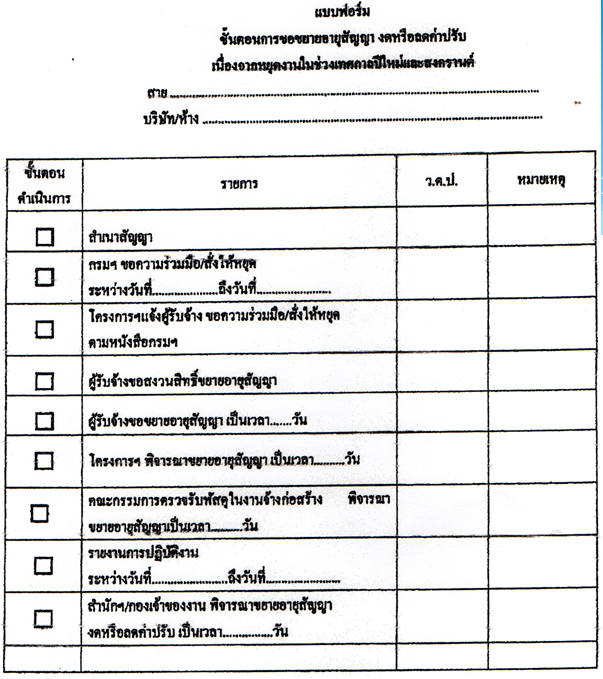 แบบฟอร์ม
ขั้นตอนการขอขยายอายุสัญญา งดหรือลดค่าปรับ
เนื่องจากหยุดงานในช่วงเทศกาลปีใหม่และสงกรานต์
สาย ....................................................................................................
บริษัท/ห้าง ...........................................................................................
ขั้นตอน
ดำเนินการ
รายการ
ว.ด.ป.
หมายเหตุ
สำเนาสัญญา
กรมฯ ขอความร่วมมือ/สั่งให้หยุด
ระหว่างวันที่.....................ถึงวันที่........................
โครงการฯแจ้งผู้รับจ้าง ขอความร่วมมือ/สั่งให้หยุด
ตามหนังสือกรมฯ
ผู้รับจ้างขอสงวนสิทธิ์ขยายอายุสัญญา
ผู้รับจ้างขอขยายอายุสัญญา เป็นเวลา.......วัน
โครงการฯ พิจารณาขยายอายุสัญญา เป็นเวลา..........วัน
คณะกรรมการตรวจรับพัสดุในงานจ้างก่อสร้าง พิจารณา
ขยายอายุสัญญาเป็นเวลา..........วัน
รายงานการปฏิบัติงาน
ระหว่างวันที่........................ถึงวันที่........................
สำนักฯ/กองเจ้าของงาน พิจารณาขยายอายุสัญญา
งดหรือลดค่าปรับ เป็นเวลา................วัน